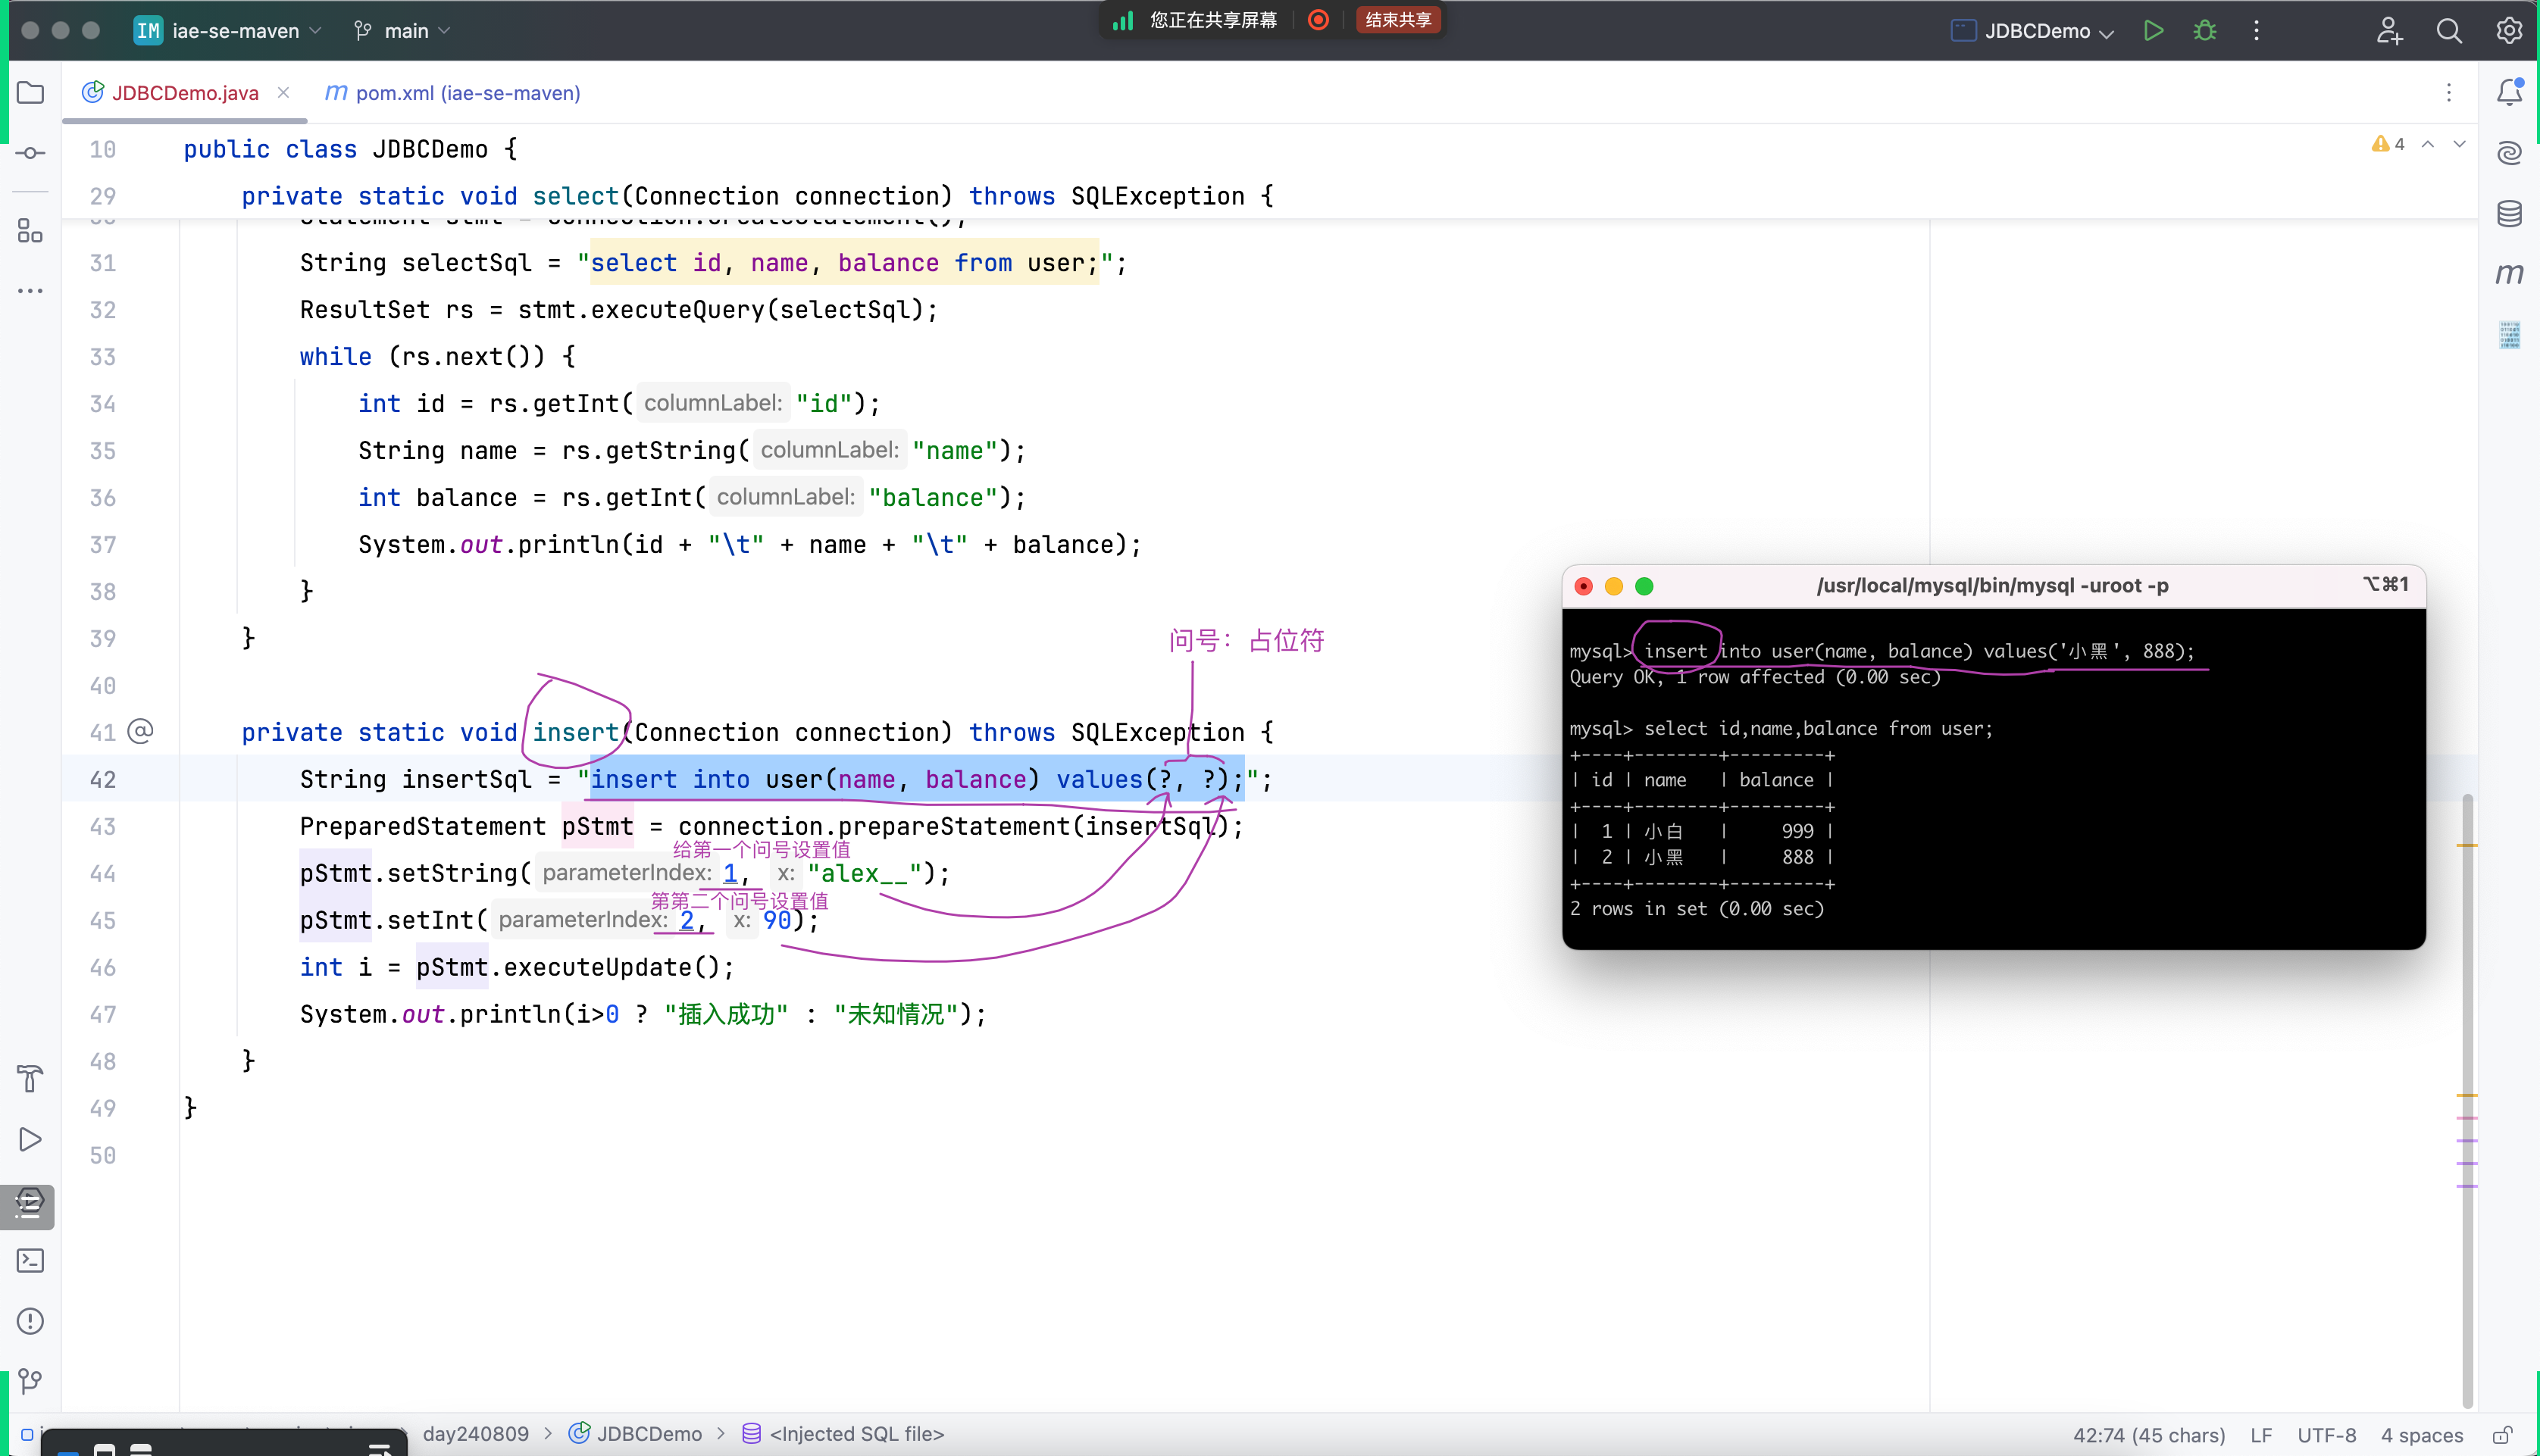 IM iae-se-maven main 您正在共享屏幕 结束共享 JDBCDemo
JDBCDemo.java m pom.xml (iae-se-maven)
10 public class JDBCDemo { 4
29 private static void select(Connection connection) throws SQLException {
31 String selectSql = "select id, name, balance from user;";
32 ResultSet rs = stmt.executeQuery(selectSql);
33 while (rs.next()) {
34 int id = rs.getInt( columnLabel: "id");
35 String name = rs.getString( columnLabel: "name");
36 int balance = rs.getInt( columnLabel: "balance");
37 System.out.println(id + "\t" + name + "\t" + balance);
38 }
39 }
问号：占位符
40
41 @ private static void insert(Connection connection) throws SQLException {
42 String insertSql = "insert into user(name, balance) values(?, ?);";
43 PreparedStatement pStmt = connection.prepareStatement(insertSql);
给第一个问号设置值
44 pStmt.setString( parameterIndex: 1, x: "alex__");
第第二个问号设置值
45 pStmt.setInt( parameterIndex: 2, x: 90);
46 int i = pStmt.executeUpdate();
47 System.out.println(i>0 ? "插入成功" : "未知情况");
48 }
49 }
50
/usr/local/mysql/bin/mysql -uroot -p ⌥⌘1
mysql> insert into user(name, balance) values('小黑', 888);
Query OK, 1 row affected (0.00 sec)
mysql> select id,name,balance from user;
+----+--------+---------+
| id | name | balance |
+----+--------+---------+
| 1 | 小白 | 999 |
| 2 | 小黑 | 888 |
+----+--------+---------+
2 rows in set (0.00 sec)
m
day240809 > JDBCDemo > <Injected SQL file> 42:74 (45 chars) LF UTF-8 4 spaces